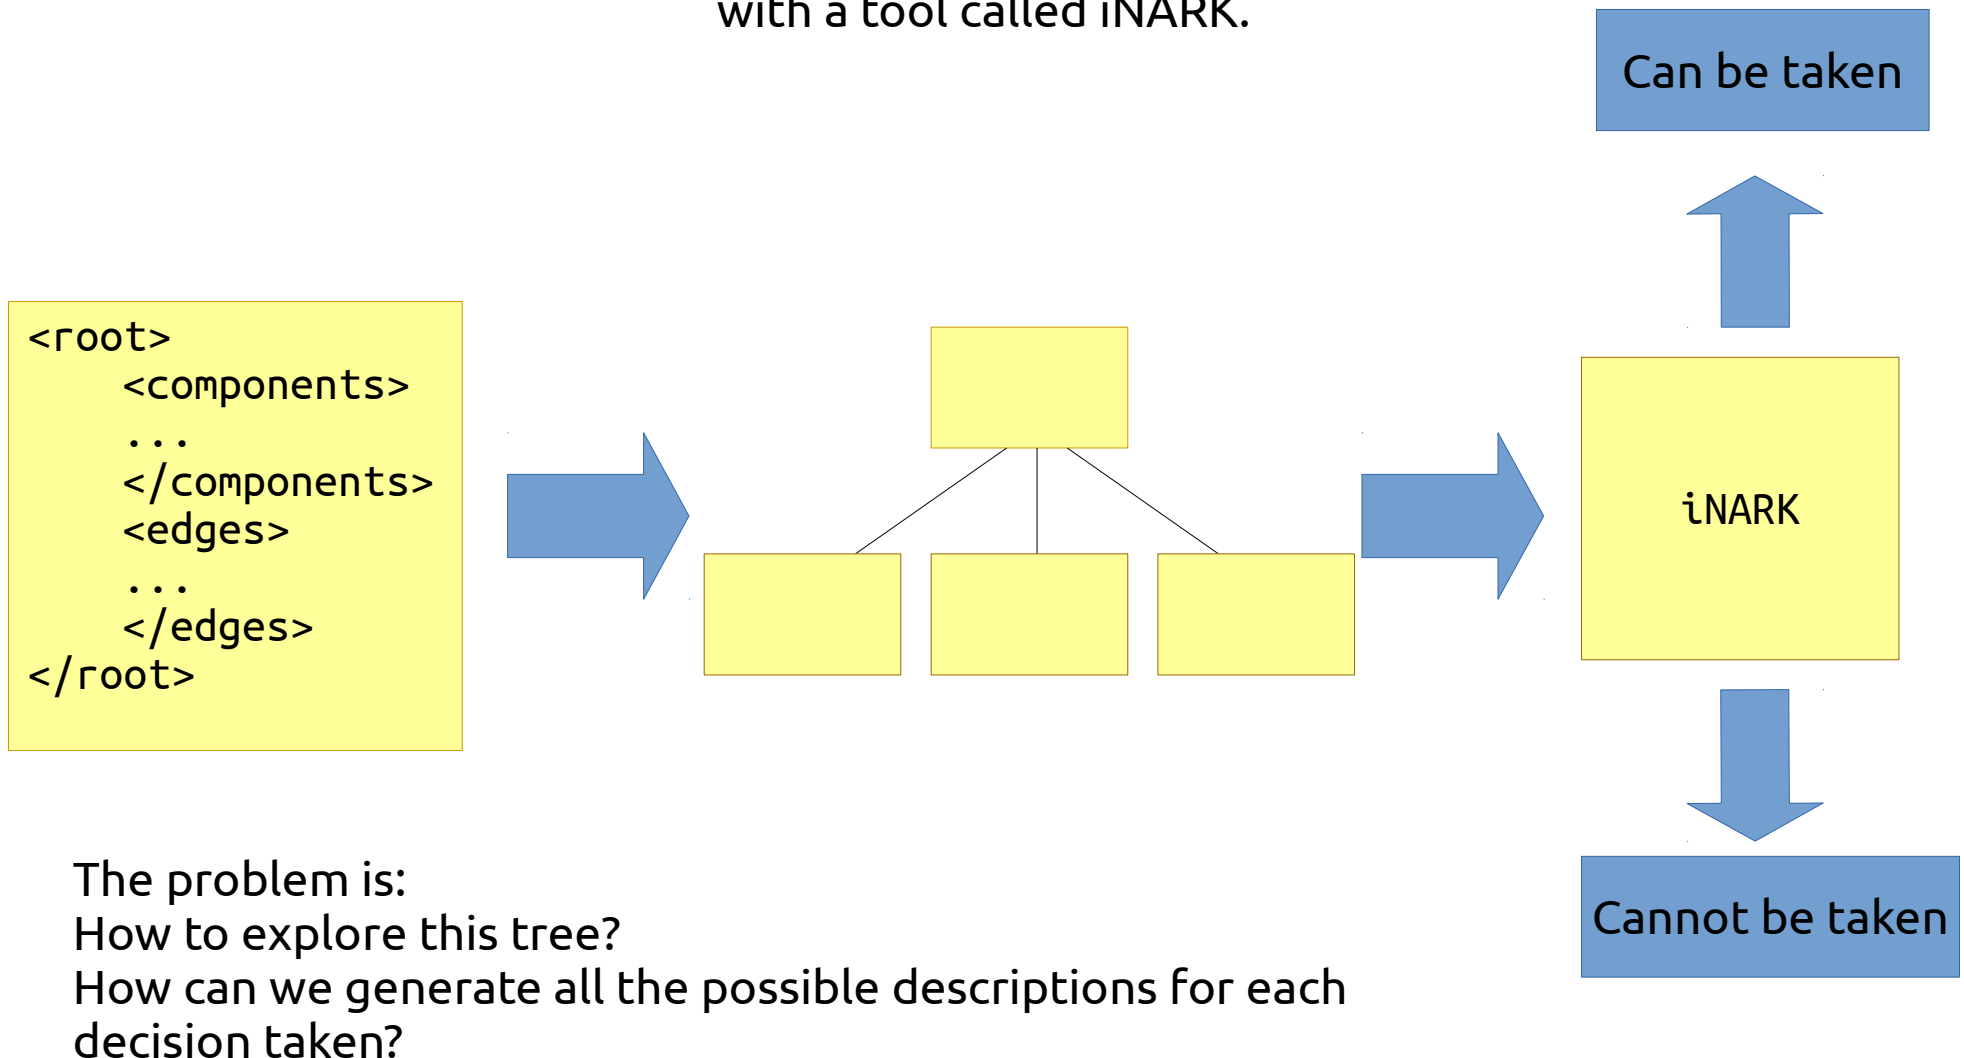 with a tool called iNARK.
Can be taken
<root>
<components>
...
</components>
<edges>
...
</edges>
</root>
iNARK
Cannot be taken
The problem is:
How to explore this tree?
How can we generate all the possible descriptions for each
decision taken?